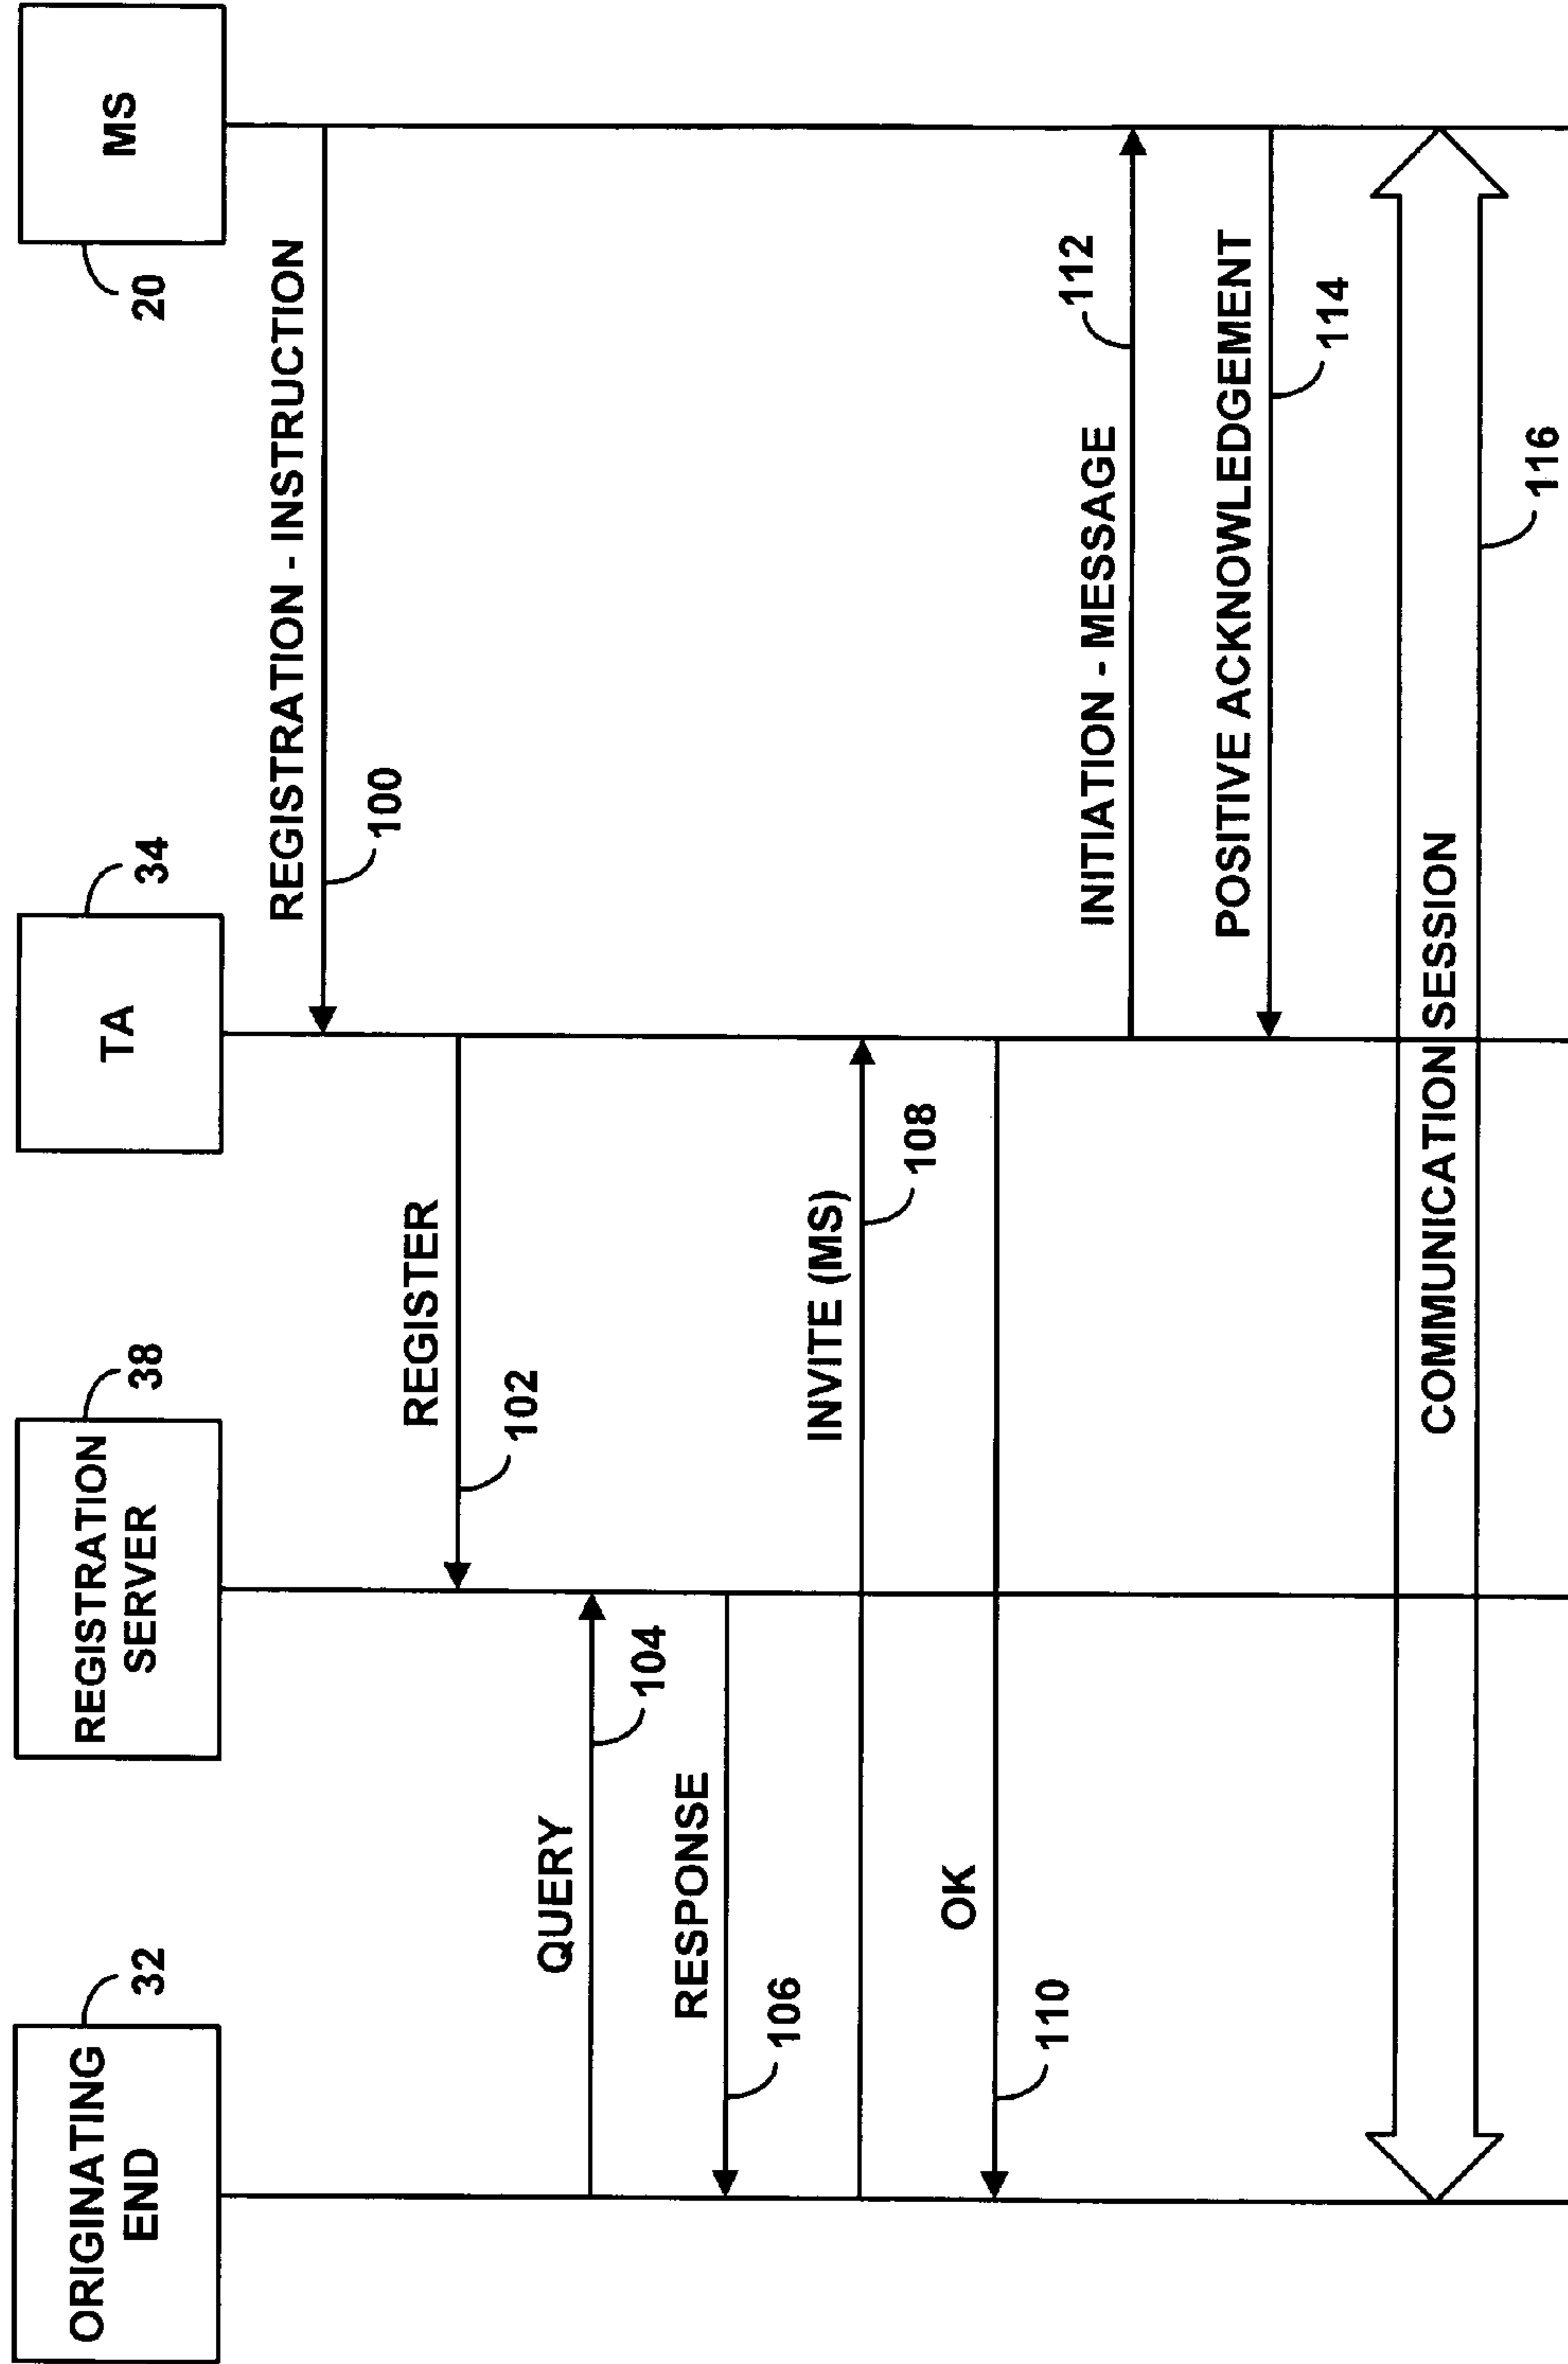 ORIGINATING
END
32
REGISTRATION
SERVER
38
TA
34
MS
20
REGISTRATION - INSTRUCTION
100
REGISTER
102
QUERY
104
RESPONSE
106
INVITE (MS)
108
OK
110
INITIATION - MESSAGE
112
POSITIVE ACKNOWLEDGEMENT
114
COMMUNICATION SESSION
116